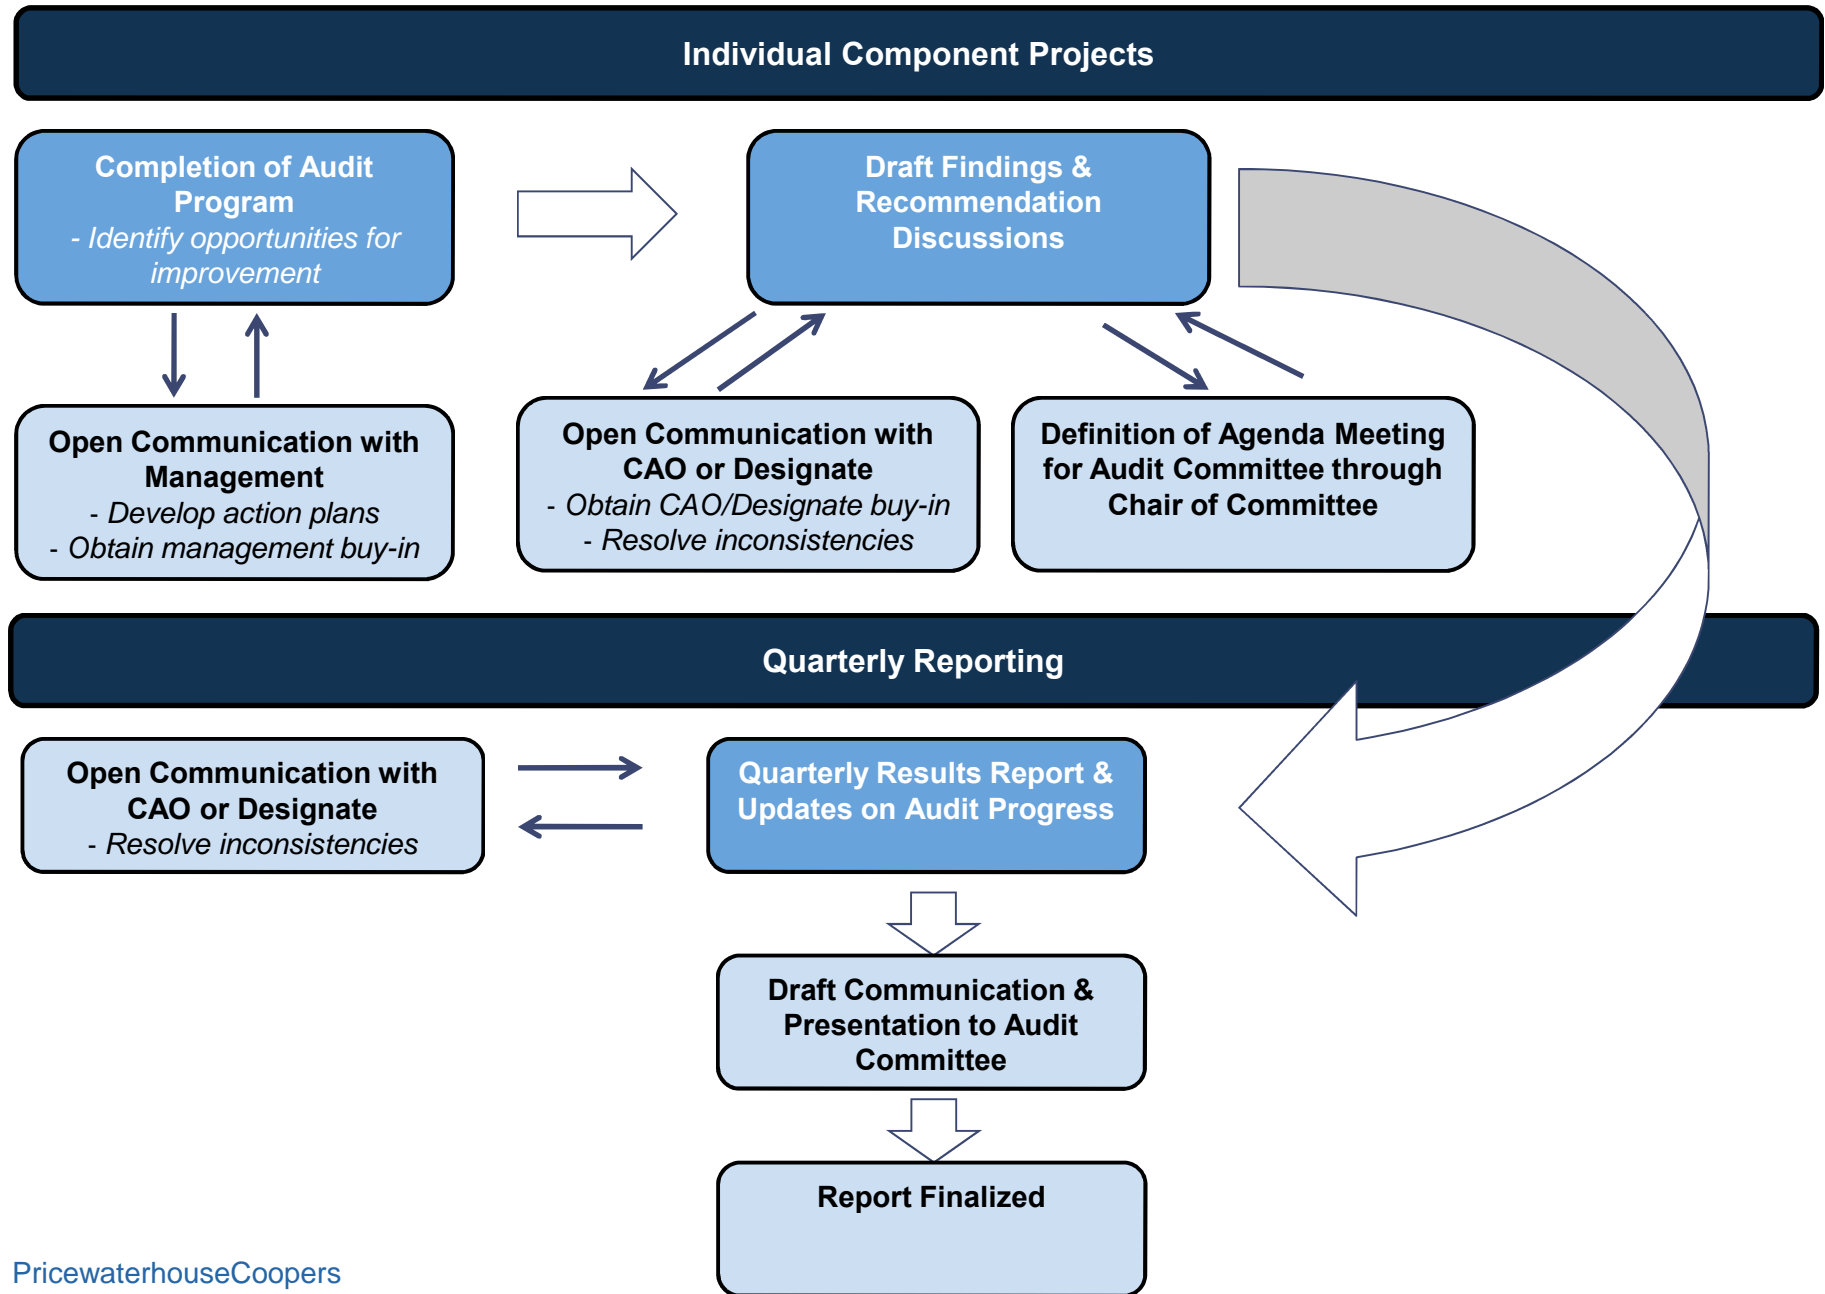 Individual Component Projects
Completion of Audit
Program
- Identify opportunities for
improvement
Draft Findings &
Recommendation
Discussions
Open Communication with
Management
- Develop action plans
- Obtain management buy-in
Open Communication with
CAO or Designate
- Obtain CAO/Designate buy-in
- Resolve inconsistencies
Definition of Agenda Meeting
for Audit Committee through
Chair of Committee
Quarterly Reporting
Open Communication with
CAO or Designate
- Resolve inconsistencies
Quarterly Results Report &
Updates on Audit Progress
Draft Communication &
Presentation to Audit
Committee
Report Finalized
PricewaterhouseCoopers